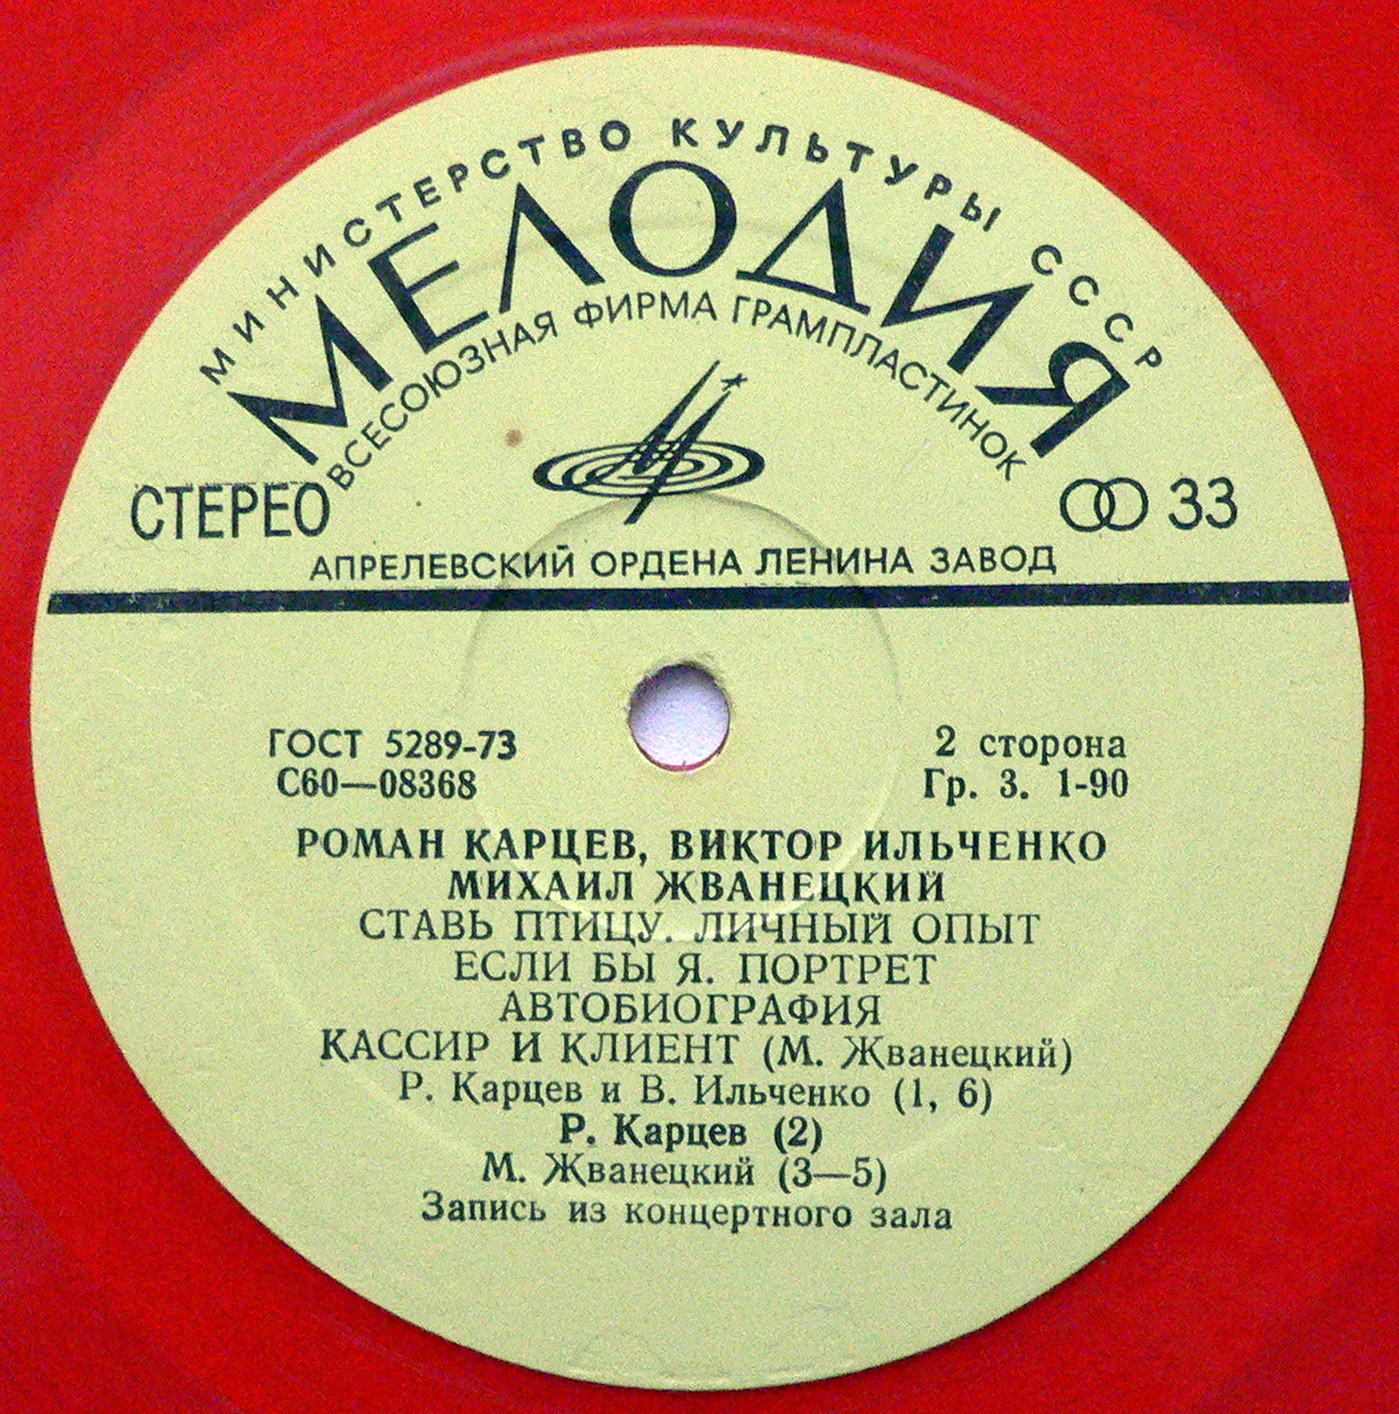 МИНИСТЕРСТВО КУЛЬТУРЫ СССР
МЕЛОДИЯ
ВСЕСОЮЗНАЯ ФИРМА ГРАМПЛАСТИНОК
СТЕРЕО
33
АПРЕЛЕВСКИЙ ОРДЕНА ЛЕНИНА ЗАВОД
ГОСТ 5289-73
С60—08368
2 сторона
Гр. 3. 1-90
РОМАН КАРЦЕВ, ВИКТОР ИЛЬЧЕНКО
МИХАИЛ ЖВАНЕЦКИЙ
СТАВЬ ПТИЦУ. ЛИЧНЫЙ ОПЫТ
ЕСЛИ БЫ Я. ПОРТРЕТ
АВТОБИОГРАФИЯ
КАССИР И КЛИЕНТ (М. Жванецкий)
Р. Карцев и В. Ильченко (1, 6)
Р. Карцев (2)
М. Жванецкий (3—5)
Запись из концертного зала